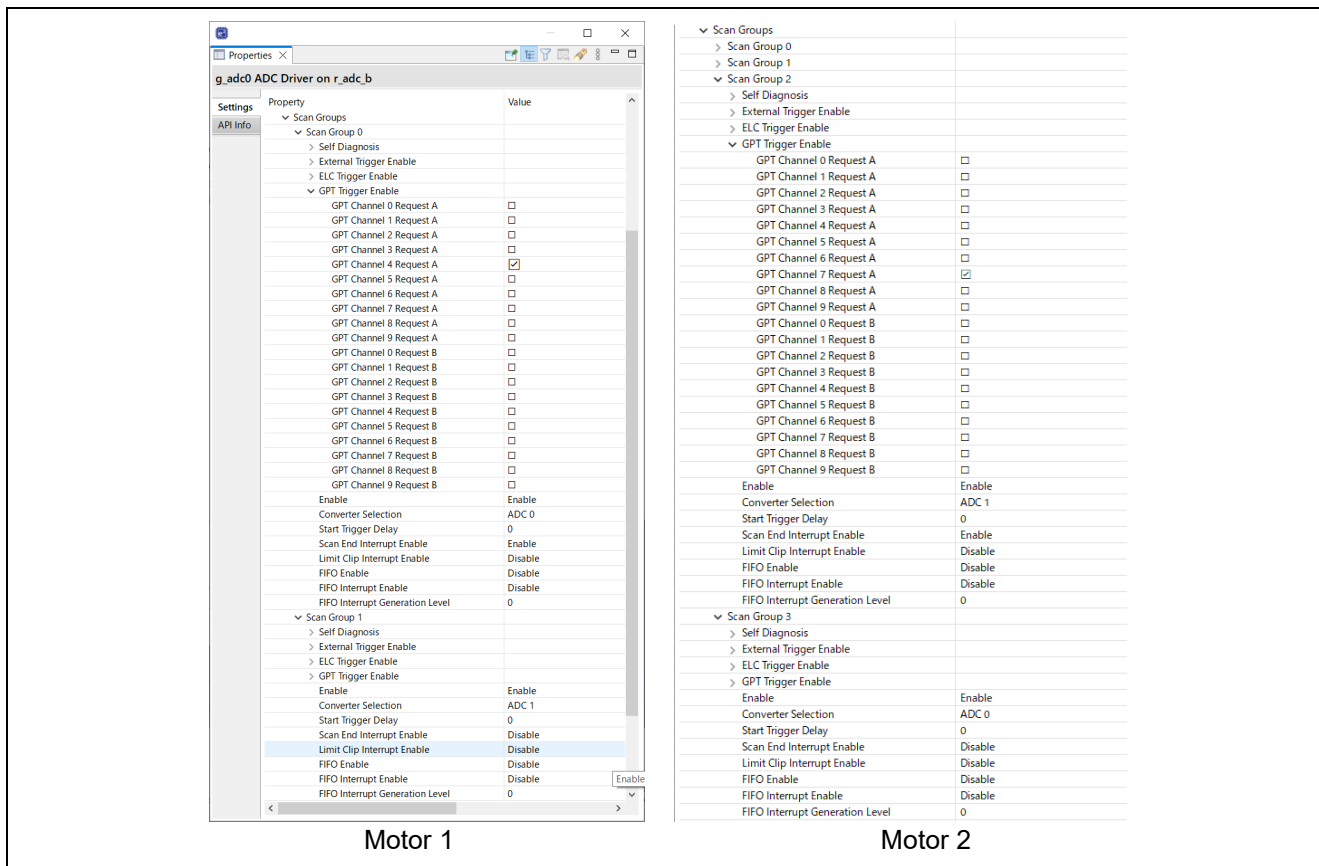 Properties
g_adc0 ADC Driver on r_adc_b
Settings
API Info
Property Value
Scan Groups
Scan Group 0
Self Diagnosis
External Trigger Enable
ELC Trigger Enable
GPT Trigger Enable
GPT Channel 0 Request A
GPT Channel 1 Request A
GPT Channel 2 Request A
GPT Channel 3 Request A
GPT Channel 4 Request A
GPT Channel 5 Request A
GPT Channel 6 Request A
GPT Channel 7 Request A
GPT Channel 8 Request A
GPT Channel 9 Request A
GPT Channel 0 Request B
GPT Channel 1 Request B
GPT Channel 2 Request B
GPT Channel 3 Request B
GPT Channel 4 Request B
GPT Channel 5 Request B
GPT Channel 6 Request B
GPT Channel 7 Request B
GPT Channel 8 Request B
GPT Channel 9 Request B
Enable Enable
Converter Selection ADC 0
Start Trigger Delay 0
Scan End Interrupt Enable Enable
Limit Clip Interrupt Enable Disable
FIFO Enable Disable
FIFO Interrupt Enable Disable
FIFO Interrupt Generation Level 0
Scan Group 1
Self Diagnosis
External Trigger Enable
ELC Trigger Enable
GPT Trigger Enable
Enable Enable
Converter Selection ADC 1
Start Trigger Delay 0
Scan End Interrupt Enable Disable
Limit Clip Interrupt Enable Disable
FIFO Enable Disable
FIFO Interrupt Enable Disable Enable
FIFO Interrupt Generation Level 0
Motor 1
Scan Groups
Scan Group 0
Scan Group 1
Scan Group 2
Self Diagnosis
External Trigger Enable
ELC Trigger Enable
GPT Trigger Enable
GPT Channel 0 Request A
GPT Channel 1 Request A
GPT Channel 2 Request A
GPT Channel 3 Request A
GPT Channel 4 Request A
GPT Channel 5 Request A
GPT Channel 6 Request A
GPT Channel 7 Request A
GPT Channel 8 Request A
GPT Channel 9 Request A
GPT Channel 0 Request B
GPT Channel 1 Request B
GPT Channel 2 Request B
GPT Channel 3 Request B
GPT Channel 4 Request B
GPT Channel 5 Request B
GPT Channel 6 Request B
GPT Channel 7 Request B
GPT Channel 8 Request B
GPT Channel 9 Request B
Enable Enable
Converter Selection ADC 1
Start Trigger Delay 0
Scan End Interrupt Enable Enable
Limit Clip Interrupt Enable Disable
FIFO Enable Disable
FIFO Interrupt Enable Disable
FIFO Interrupt Generation Level 0
Scan Group 3
Self Diagnosis
External Trigger Enable
ELC Trigger Enable
GPT Trigger Enable
Enable Enable
Converter Selection ADC 0
Start Trigger Delay 0
Scan End Interrupt Enable Disable
Limit Clip Interrupt Enable Disable
FIFO Enable Disable
FIFO Interrupt Enable Disable
FIFO Interrupt Generation Level 0
Motor 2